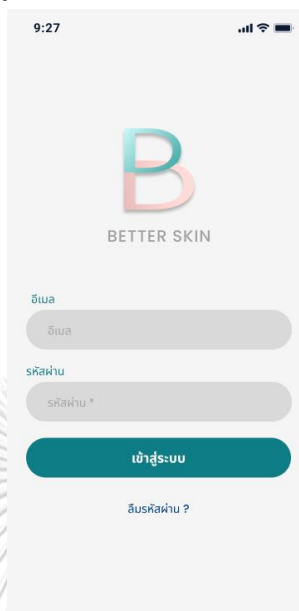 9:27
B
BETTER SKIN
อีเมล
อีเมส
รหัสผ่าน
รหัสผ่าน *
เข้าสู่ระบบ
ลืมรหัสผ่าน ?